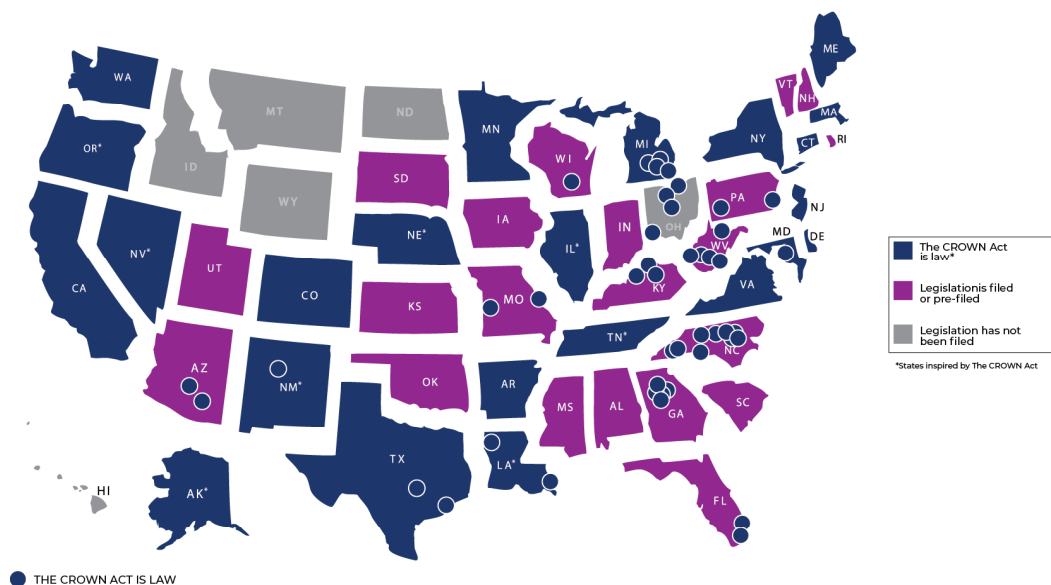 ME
WA
VT
NH
MT
ND
MN
MA
OR*
NY
MI
CT
RI
WI
ID
SD
PA
WY
NJ
IA
OH
IN
MD
DE
NE*
IL*
WV
NV*
UT
CA
CO
VA
KS
MO
KY
TN*
NC
AZ
OK
AR
NM*
SC
MS
AL
GA
TX
LA*
HI
AK*
FL
The CROWN Act
is law*
Legislationis filed
or pre-filed
Legislation has not
been filed
*States inspired by The CROWN Act
THE CROWN ACT IS LAW